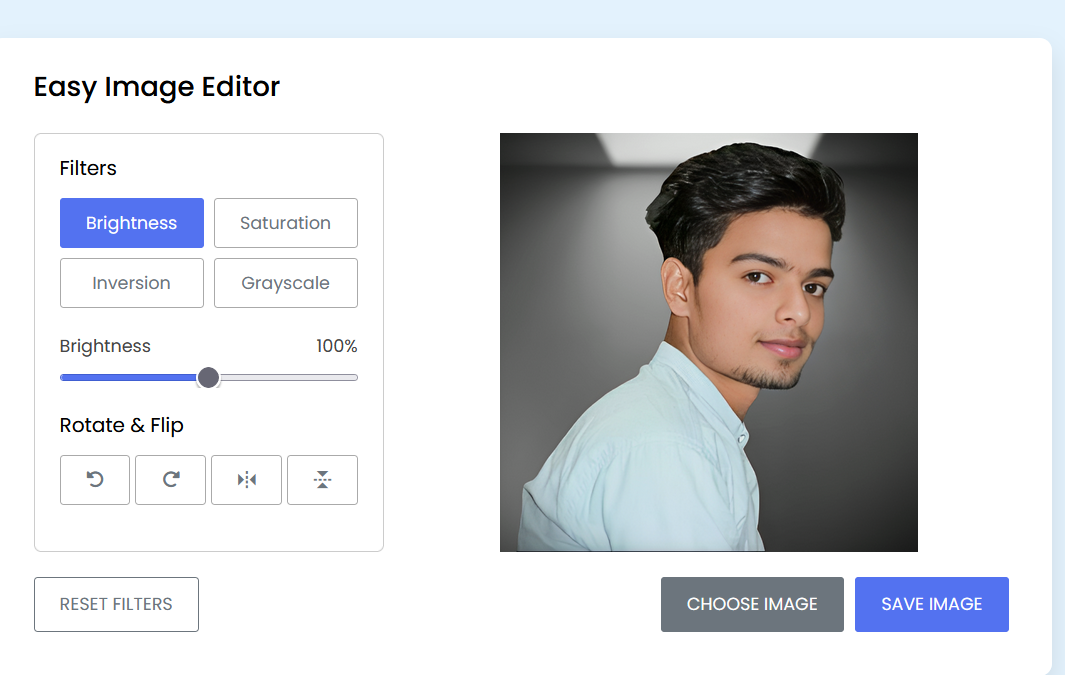 Easy Image Editor
Filters
Brightness
Saturation
Inversion
Grayscale
Brightness
100%
Rotate & Flip
RESET FILTERS
CHOOSE IMAGE
SAVE IMAGE